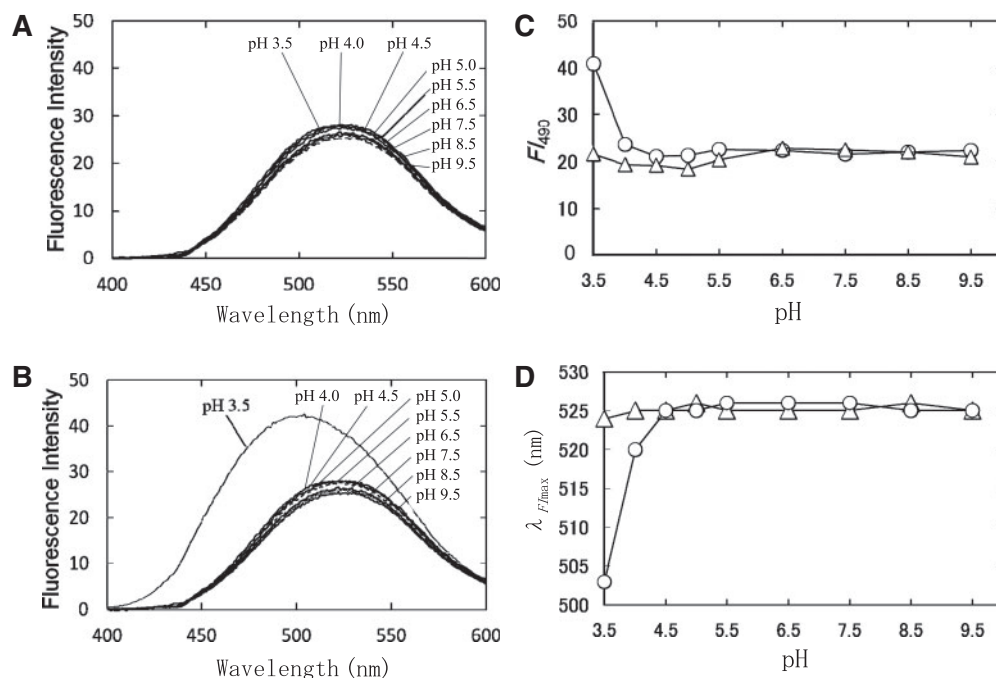 A
Fluorescence Intensity
50
40
30
20
10
0
pH 3.5
pH 4.0
pH 4.5
pH 5.0
pH 5.5
pH 6.5
pH 7.5
pH 8.5
pH 9.5
400 450 500 550 600
Wavelength (nm)
C
FI490
50
40
30
20
10
0
3.5 4.5 5.5 6.5 7.5 8.5 9.5
pH
B
Fluorescence Intensity
50
40
30
20
10
0
pH 3.5
pH 4.0
pH 4.5
pH 5.0
pH 5.5
pH 6.5
pH 7.5
pH 8.5
pH 9.5
400 450 500 550 600
Wavelength (nm)
D
λ FImax (nm)
530
525
520
515
510
505
500
3.5 4.5 5.5 6.5 7.5 8.5 9.5
pH